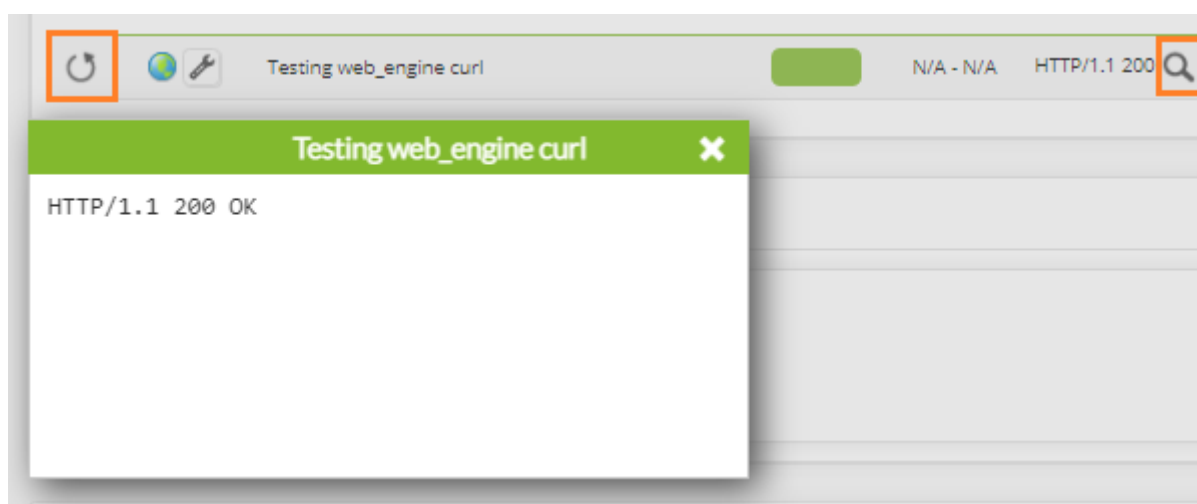 Testing web_engine curl N/A - N/A HTTP/1.1 200
Testing web_engine curl
HTTP/1.1 200 OK